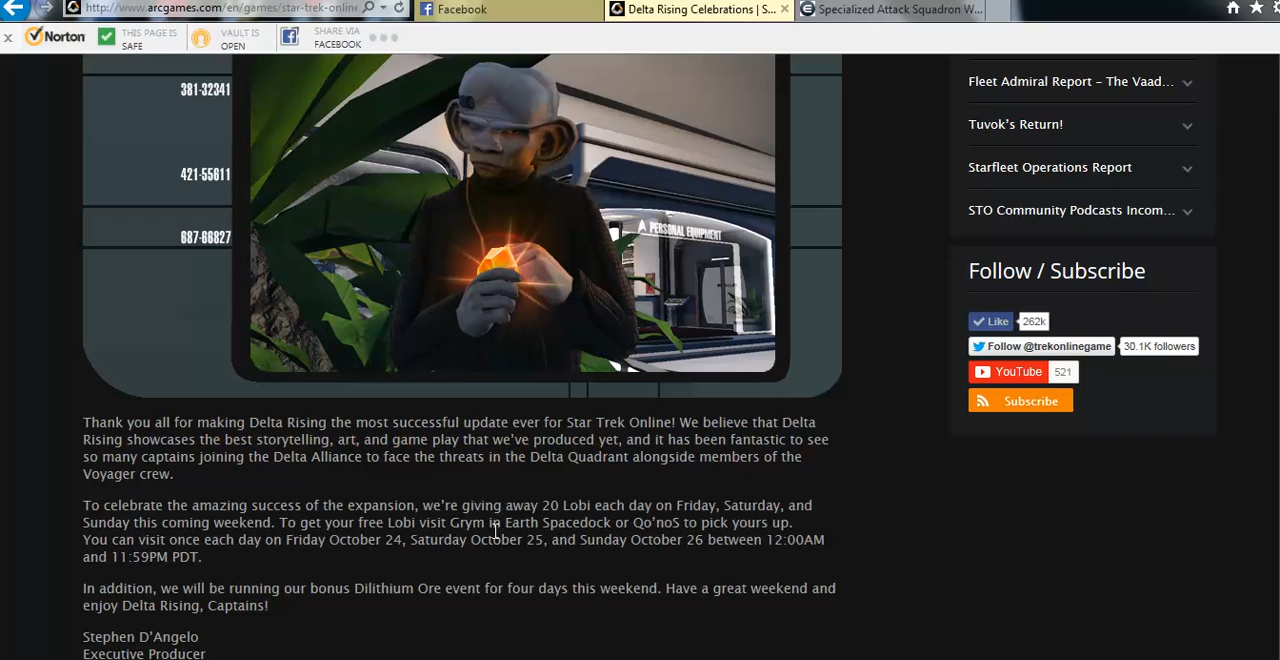 http://www.arcgames.com/en/games/star-trek-online
Facebook
Delta Rising Celebrations | S...
Specialized Attack Squadron W...
Norton
THIS PAGE IS
SAFE
VAULT IS
OPEN
SHARE VIA
FACEBOOK
381-32341
421-55811
687-66827
PERSONAL EQUIPMENT
Fleet Admiral Report – The Vaad...
Tuvok's Return!
Starfleet Operations Report
STO Community Podcasts Incom...
Follow / Subscribe
Like 262k
Follow @trekonlinegame 30.1K followers
YouTube 521
Subscribe
Thank you all for making Delta Rising the most successful update ever for Star Trek Online! We believe that Delta
Rising showcases the best storytelling, art, and game play that we've produced yet, and it has been fantastic to see
so many captains joining the Delta Alliance to face the threats in the Delta Quadrant alongside members of the
Voyager crew.
To celebrate the amazing success of the expansion, we're giving away 20 Lobi each day on Friday, Saturday, and
Sunday this coming weekend. To get your free Lobi visit Grym in Earth Spacedock or Qo'noS to pick yours up.
You can visit once each day on Friday October 24, Saturday October 25, and Sunday October 26 between 12:00AM
and 11:59PM PDT.
In addition, we will be running our bonus Dilithium Ore event for four days this weekend. Have a great weekend and
enjoy Delta Rising, Captains!
Stephen D'Angelo
Executive Producer